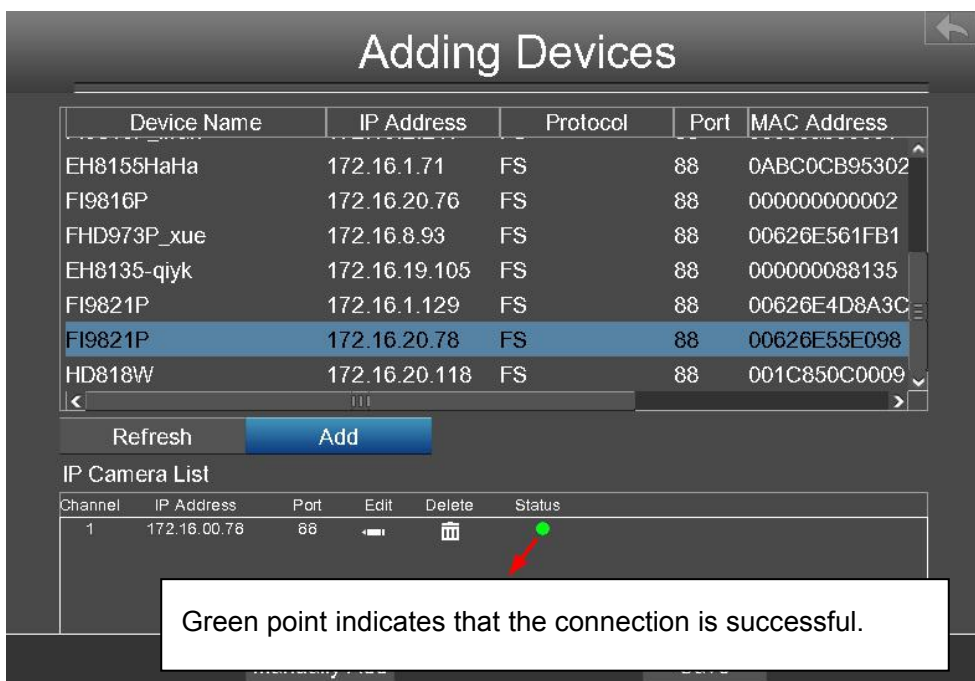 Adding Devices
Device Name IP Address Protocol Port MAC Address
EH8155HaHa 172.16.1.71 FS 88 0ABC0CB95302
FI9816P 172.16.20.76 FS 88 000000000002
FHD973P_xue 172.16.8.93 FS 88 00626E561FB1
EH8135-qiyk 172.16.19.105 FS 88 000000088135
FI9821P 172.16.1.129 FS 88 00626E4D8A3C
FI9821P 172.16.20.78 FS 88 00626E55E098
HD818W 172.16.20.118 FS 88 001C850C0009
Refresh Add
IP Camera List
Channel IP Address Port Edit Delete Status
1 172.16.00.78 88
Green point indicates that the connection is successful.